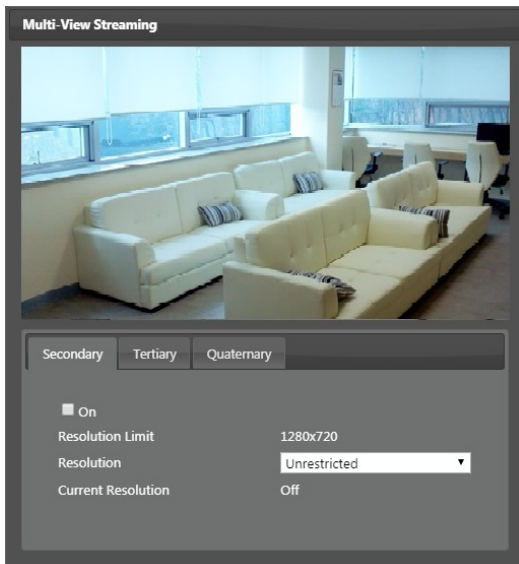 Multi-View Streaming
Secondary Tertiary Quaternary
On
Resolution Limit 1280x720
Resolution Unrestricted
Current Resolution Off